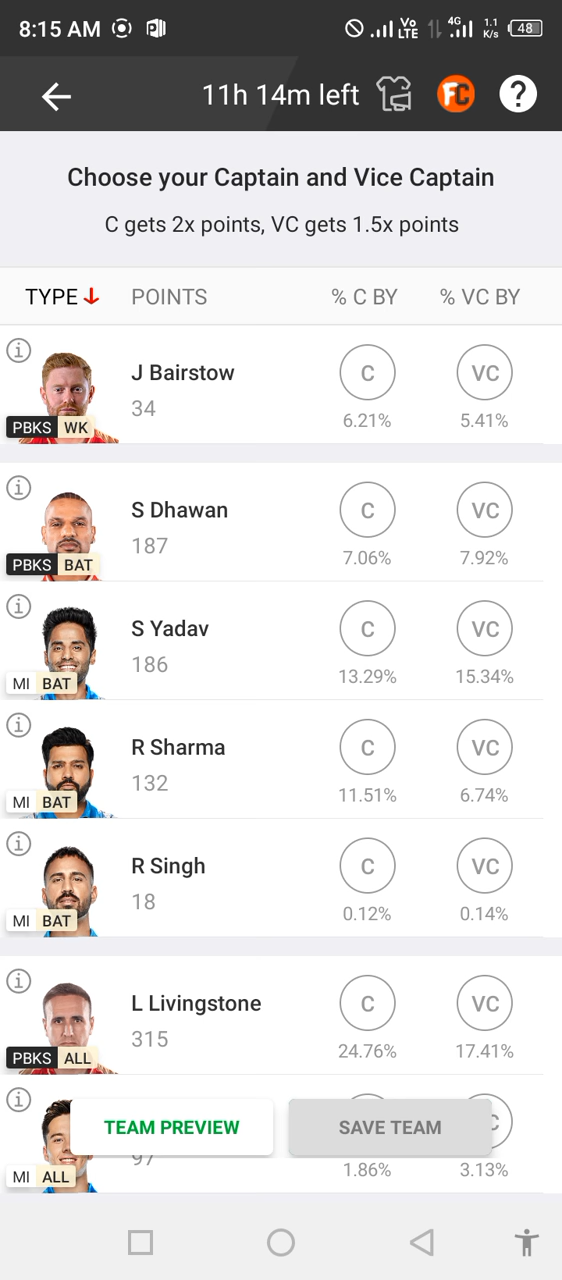 8:15 AM
Vo LTE 4G 1.1 K/s 48
11h 14m left FC ?
Choose your Captain and Vice Captain
C gets 2x points, VC gets 1.5x points
TYPE POINTS % C BY % VC BY
J Bairstow C VC
34 6.21% 5.41%
PBKS WK
S Dhawan C VC
187 7.06% 7.92%
PBKS BAT
S Yadav C VC
186 13.29% 15.34%
MI BAT
R Sharma C VC
132 11.51% 6.74%
MI BAT
R Singh C VC
18 0.12% 0.14%
MI BAT
L Livingstone C VC
315 24.76% 17.41%
PBKS ALL
TEAM PREVIEW SAVE TEAM
97 1.86% 3.13%
MI ALL